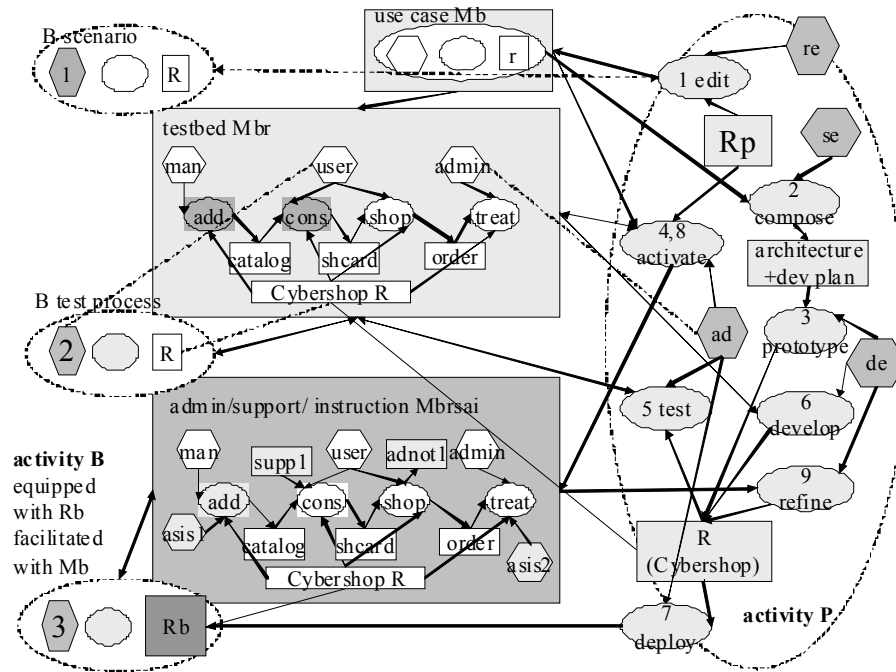 B scenario
1
R
use case Mb
r
re
1 edit
Rp
se
2
compose
testbed Mbr
man
user
admin
add
cons
shop
treat
catalog
shcard
order
Cybershop R
4,8
activate
architecture
+dev plan
B test process
2
R
ad
3
prototype
de
5 test
6
develop
admin/support/ instruction Mbrsai
man
supp1
user
adnot1
admin
add
cons
shop
treat
asis1
catalog
shcard
order
asis2
Cybershop R
activity B
equipped
with Rb
facilitated
with Mb
9
refine
R
(Cybershop)
3
Rb
7
deploy
activity P